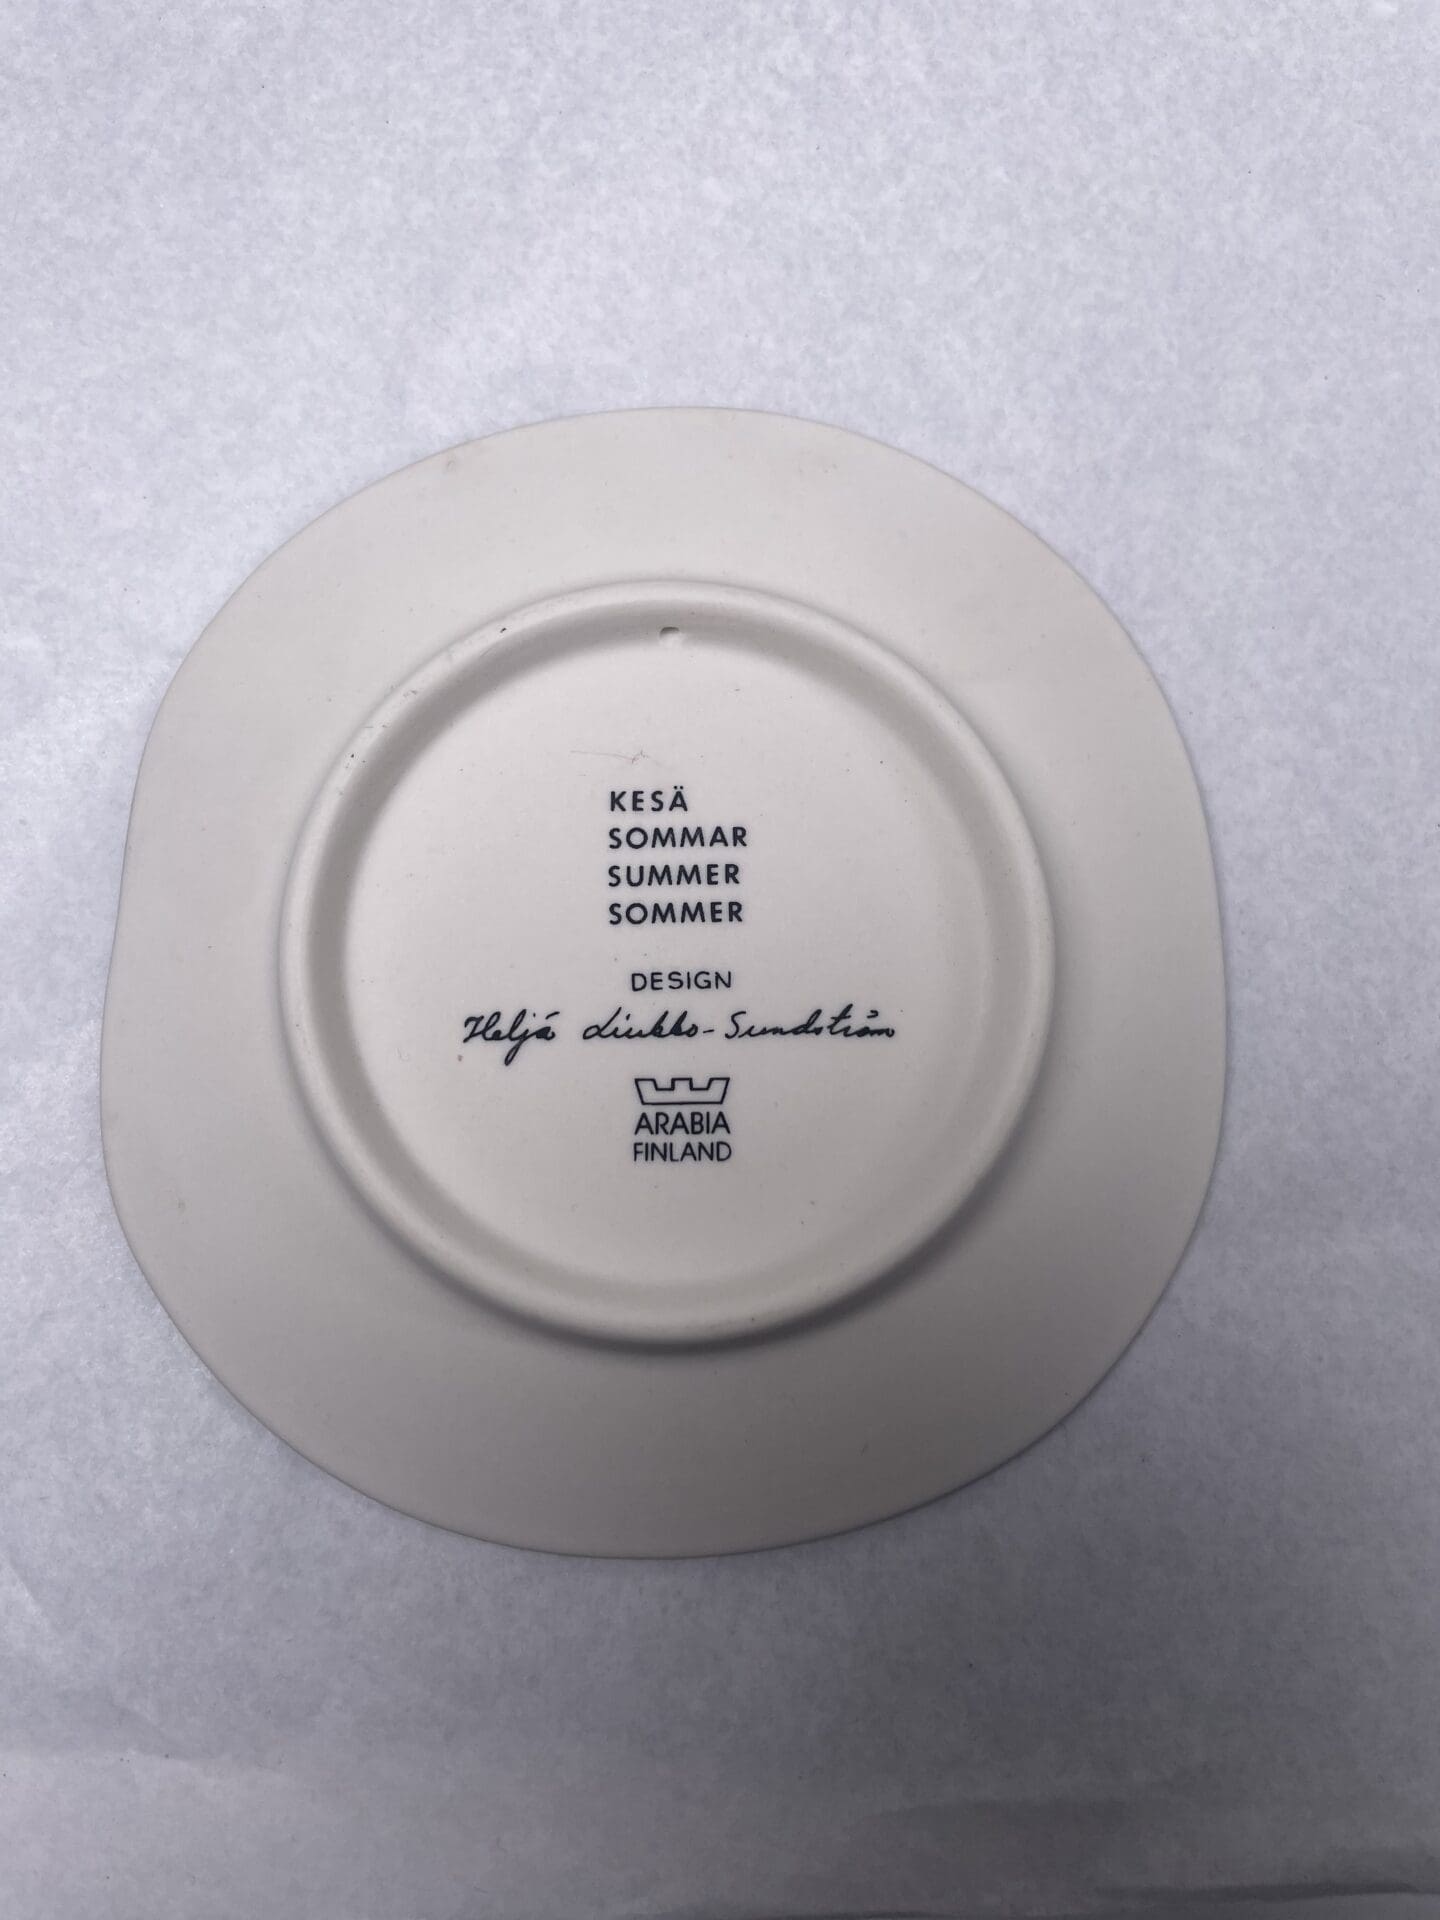 KESÄ
SOMMAR
SUMMER
SOMMER
DESIGN
Heljä Liukko-Sundström
ARABIA
FINLAND